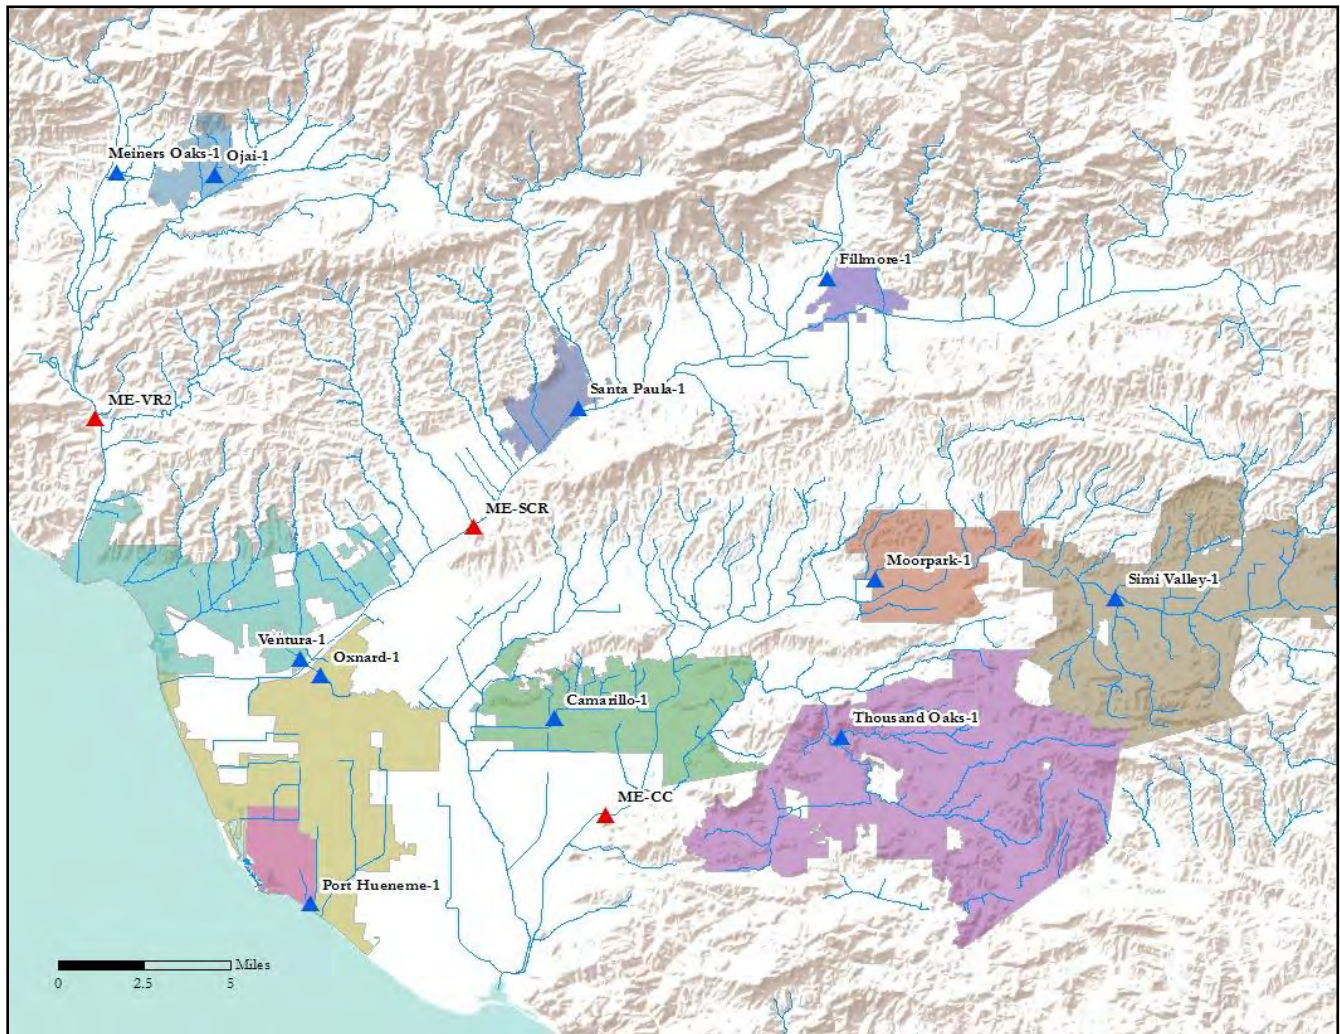 Meiners Oaks-1
Ojai-1
Fillmore-1
Santa Paula-1
ME-VR2
ME-SCR
Moorpark-1
Simi Valley-1
Ventura-1
Oxnard-1
Camarillo-1
Thousand Oaks-1
ME-CC
Port Hueneme-1
Miles
0 2.5 5